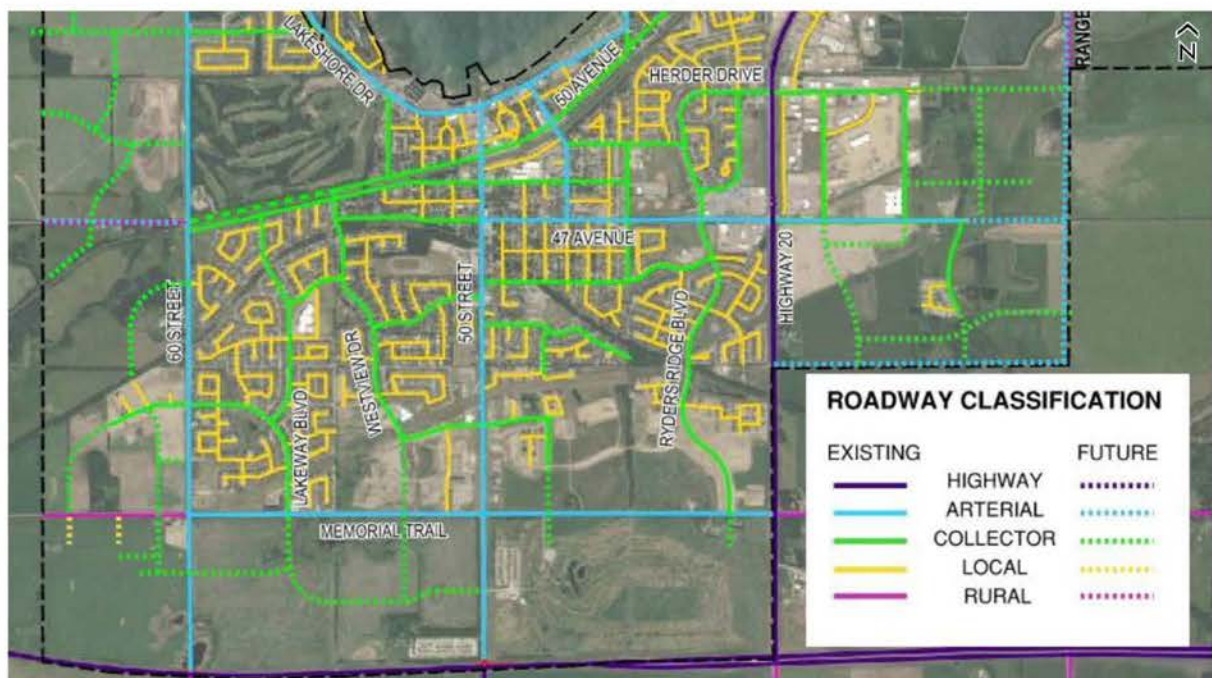 LAKESHORE DR
50 AVENUE
HERDER DRIVE
RANGE
N
47 AVENUE
60 STREET
50 STREET
HIGHWAY 20
WESTVIEW DR
LAKEWAY BLVD
RYDERS RIDGE BLVD
MEMORIAL TRAIL
ROADWAY CLASSIFICATION
EXISTING FUTURE
HIGHWAY
ARTERIAL
COLLECTOR
LOCAL
RURAL